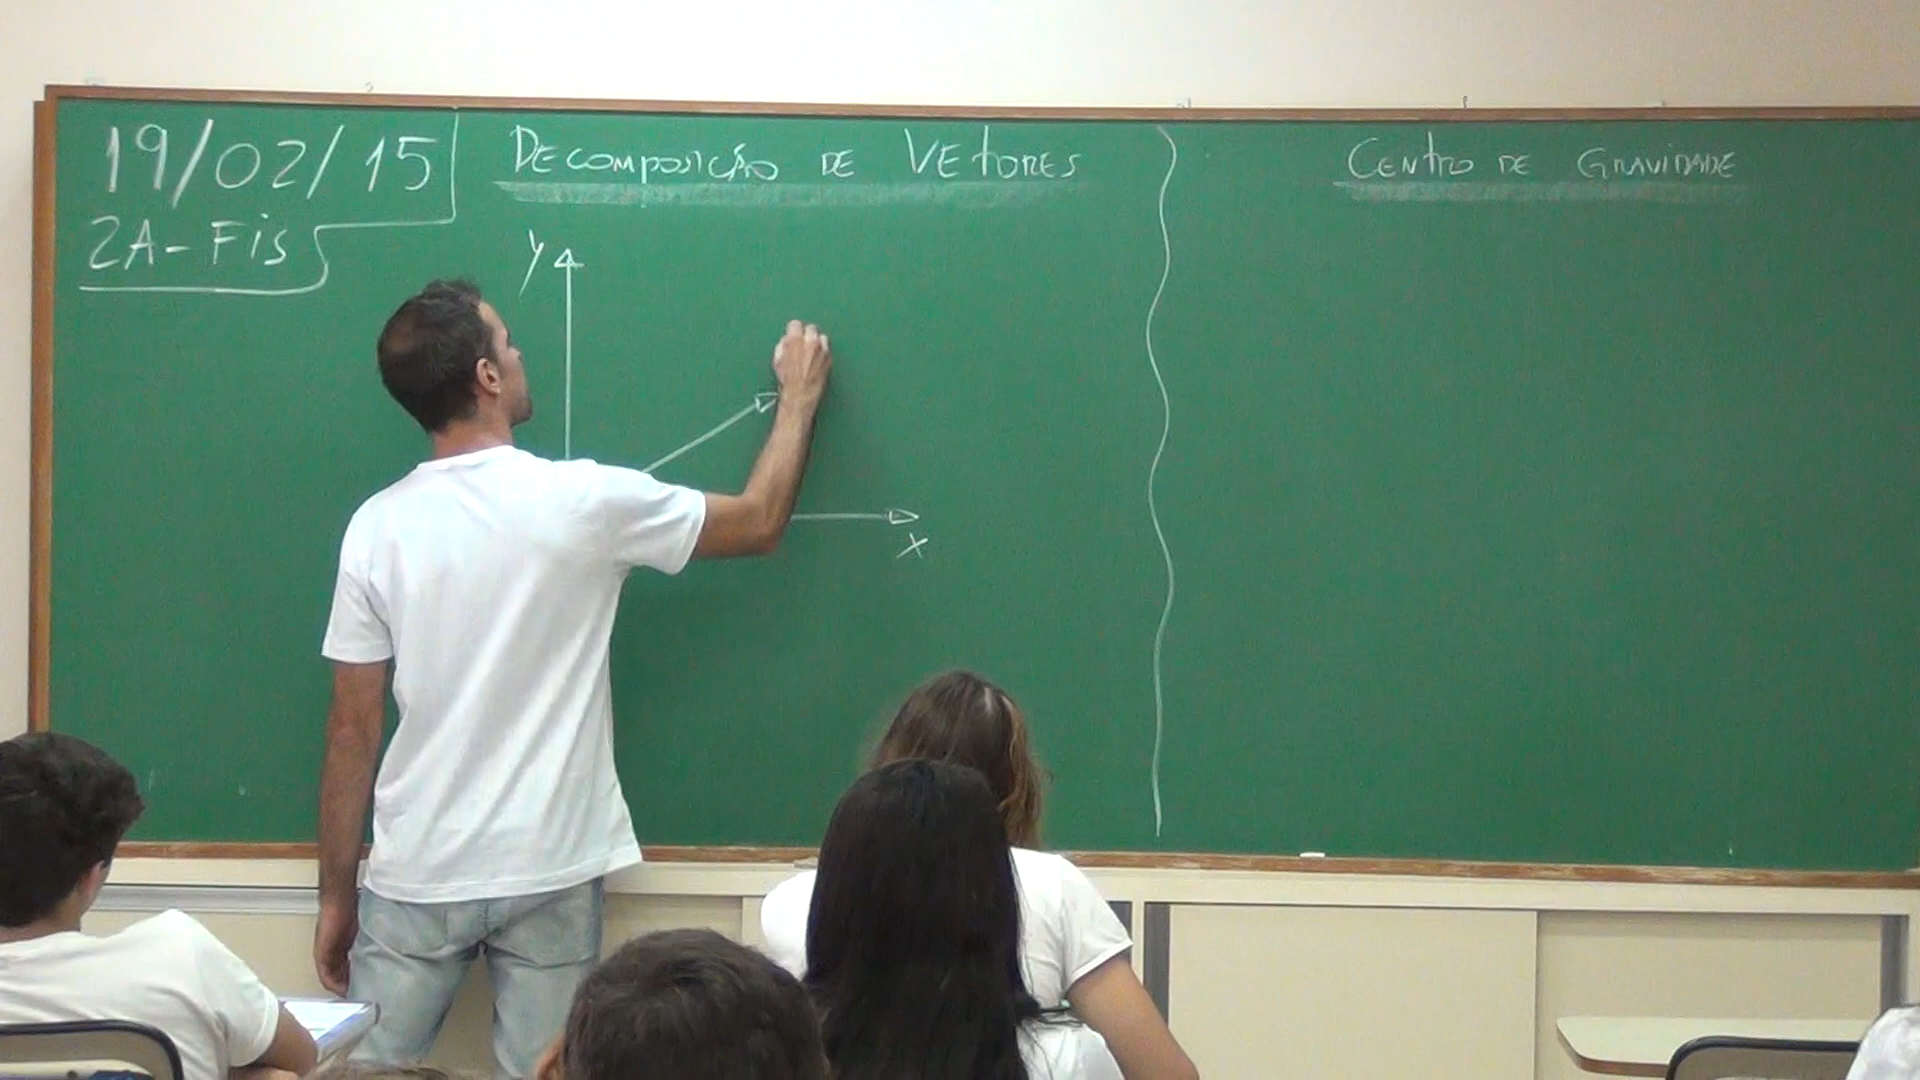 19/02/15
2A-Fis
DECOMPOSIÇÃO DE VETORES
y
x
CENTRO DE GRAVIDADE